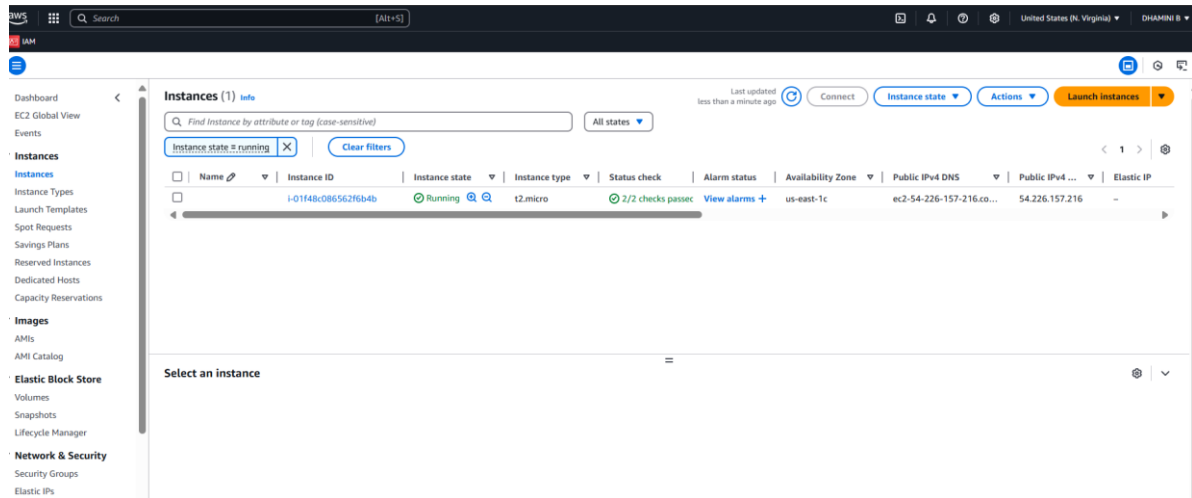 aws Search [Alt+S] United States (N. Virginia) DHAMINI B
IAM
Dashboard
EC2 Global View
Events
Instances
Instances
Instance Types
Launch Templates
Spot Requests
Savings Plans
Reserved Instances
Dedicated Hosts
Capacity Reservations
Images
AMIs
AMI Catalog
Elastic Block Store
Volumes
Snapshots
Lifecycle Manager
Network & Security
Security Groups
Elastic IPs
Instances (1) Info
Last updated
less than a minute ago
Connect Instance state Actions Launch instances
Find Instance by attribute or tag (case-sensitive) All states
Instance state = running Clear filters
1
Name Instance ID Instance state Instance type Status check Alarm status Availability Zone Public IPv4 DNS Public IPv4 ... Elastic IP
i-01f48c086562f6b4b Running t2.micro 2/2 checks passec View alarms + us-east-1c ec2-54-226-157-216.co... 54.226.157.216 –
Select an instance